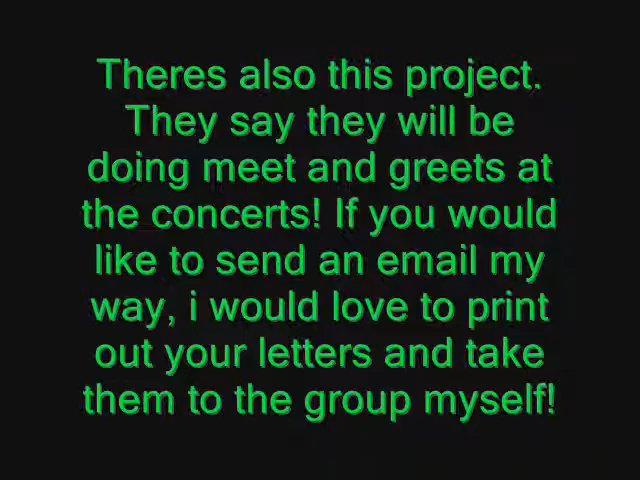 Theres also this project.
They say they will be
doing meet and greets at
the concerts! If you would
like to send an email my
way, i would love to print
out your letters and take
them to the group myself!